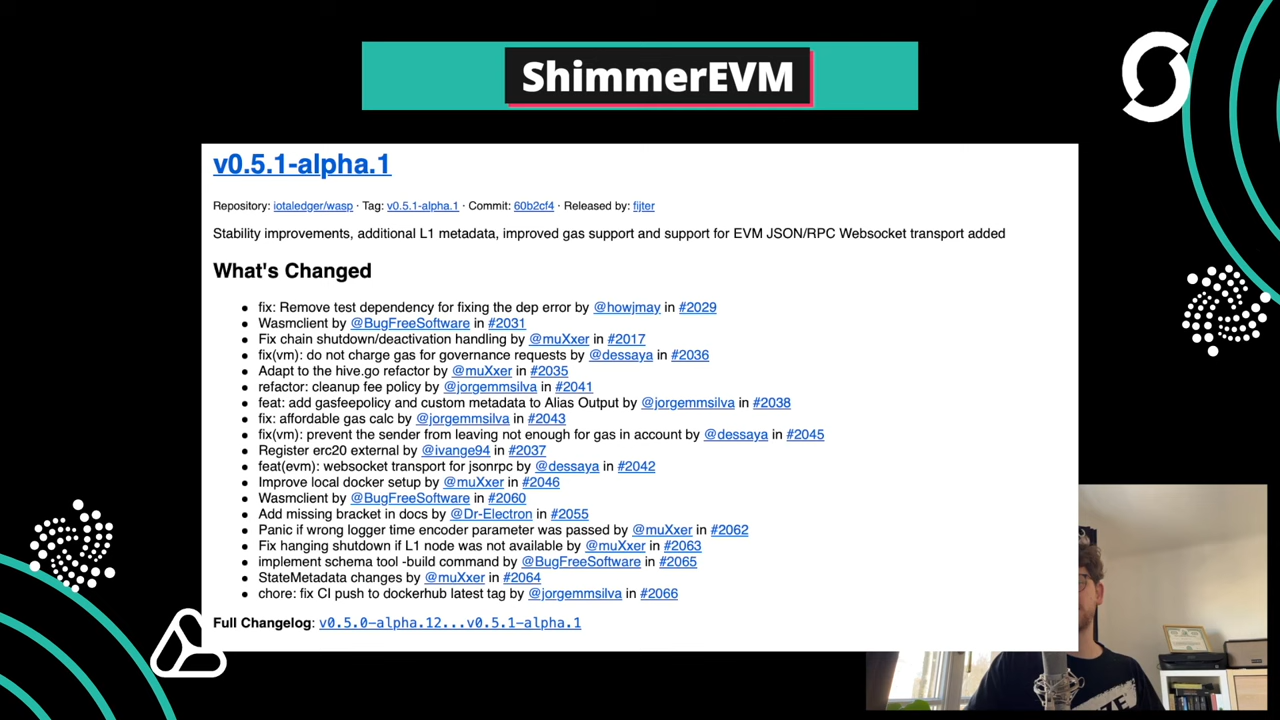 ShimmerEVM
v0.5.1-alpha.1
Repository: iotaledger/wasp · Tag: v0.5.1-alpha.1 · Commit: 60b2cf4 · Released by: fijter
Stability improvements, additional L1 metadata, improved gas support and support for EVM JSON/RPC Websocket transport added
What's Changed
• fix: Remove test dependency for fixing the dep error by @howjmay in #2029
• Wasmclient by @BugFreeSoftware in #2031
• Fix chain shutdown/deactivation handling by @muXxer in #2017
• fix(vm): do not charge gas for governance requests by @dessaya in #2036
• Adapt to the hive.go refactor by @muXxer in #2035
• refactor: cleanup fee policy by @jorgemmsilva in #2041
• feat: add gasfeepolicy and custom metadata to Alias Output by @jorgemmsilva in #2038
• fix: affordable gas calc by @jorgemmsilva in #2043
• fix(vm): prevent the sender from leaving not enough for gas in account by @dessaya in #2045
• Register erc20 external by @ivange94 in #2037
• feat(evm): websocket transport for jsonrpc by @dessaya in #2042
• Improve local docker setup by @muXxer in #2046
• Wasmclient by @BugFreeSoftware in #2060
• Add missing bracket in docs by @Dr-Electron in #2055
• Panic if wrong logger time encoder parameter was passed by @muXxer in #2062
• Fix hanging shutdown if L1 node was not available by @muXxer in #2063
• implement schema tool -build command by @BugFreeSoftware in #2065
• StateMetadata changes by @muXxer in #2064
• chore: fix CI push to dockerhub latest tag by @jorgemmsilva in #2066
Full Changelog: v0.5.0-alpha.12...v0.5.1-alpha.1